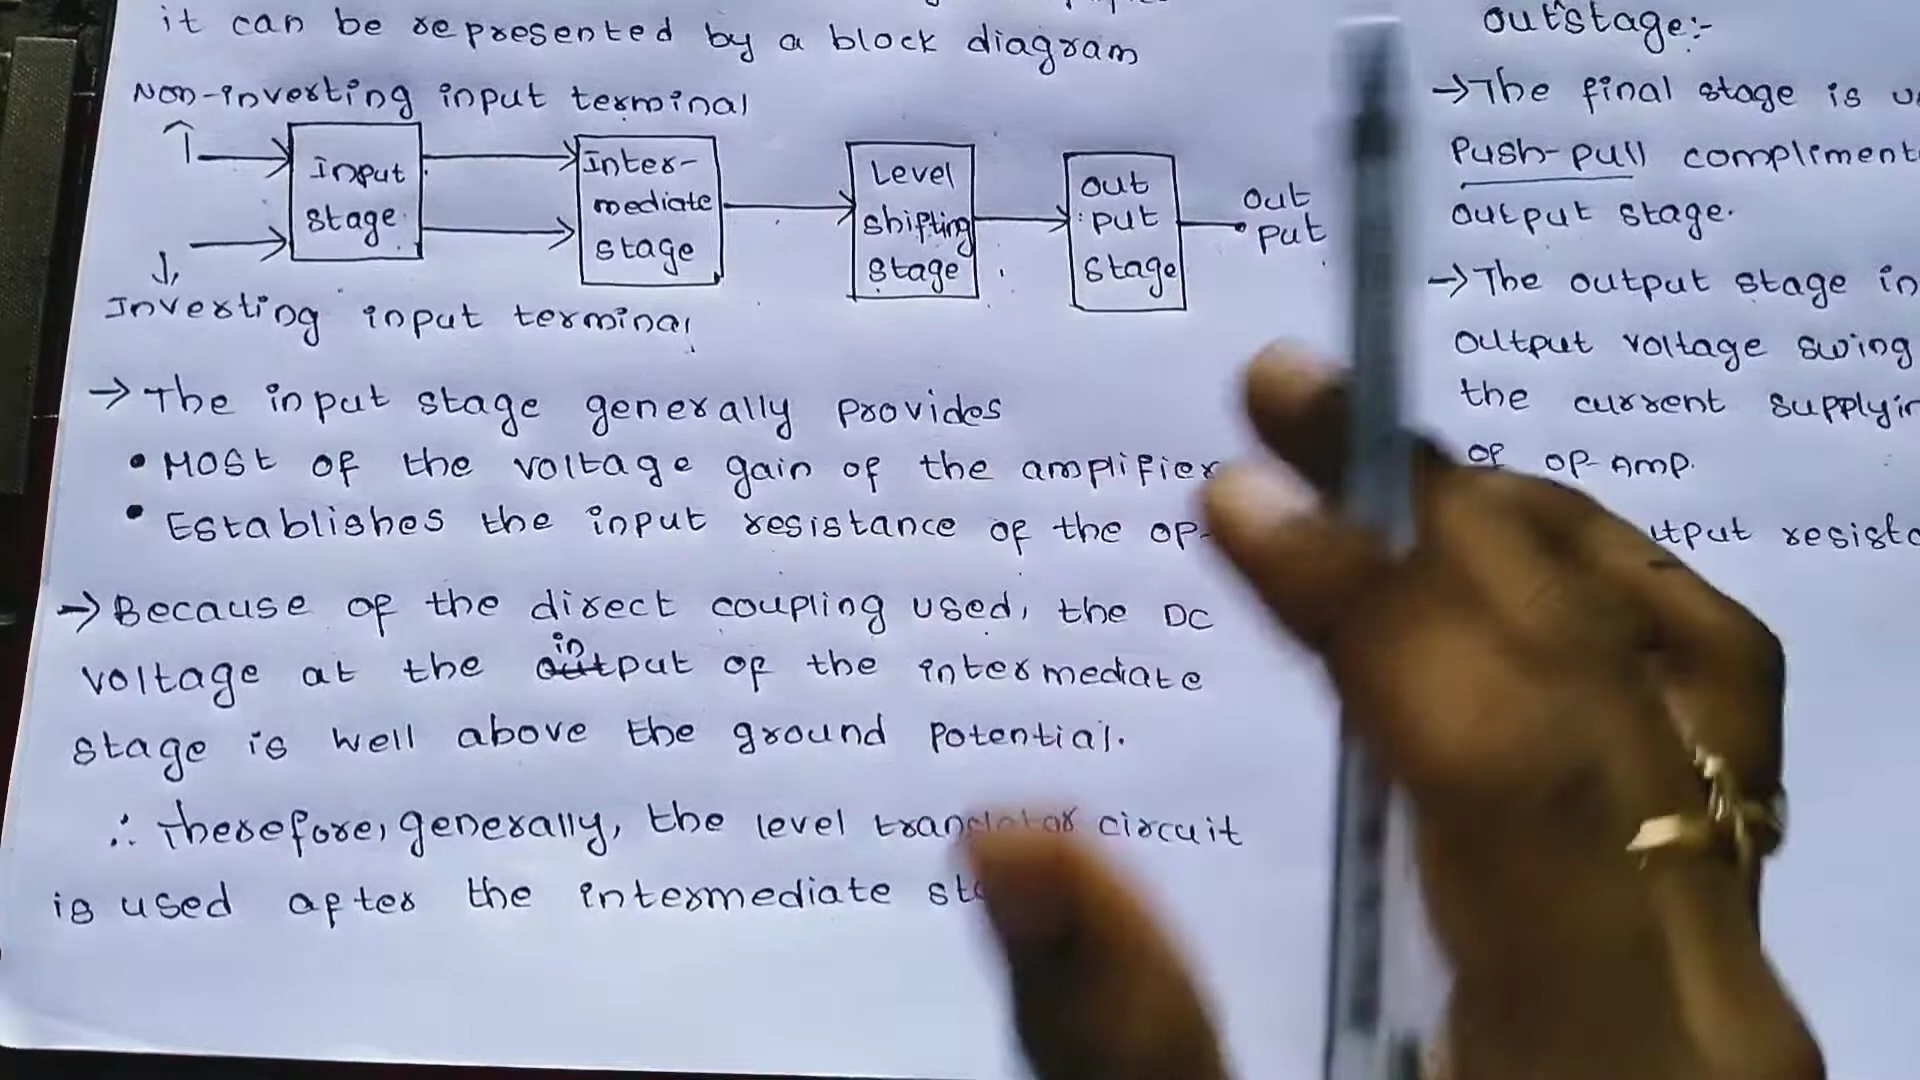 it can be represented by a block diagram
Non-inverting input terminal
Input
stage
Inter-
mediate
stage
Level
shifting
stage
out
put
stage
out
put
Inverting input terminal
→ The input stage generally provides
• Most of the voltage gain of the amplifier
• Establishes the input resistance of the op-
→ Because of the direct coupling used, the DC
in
voltage at the output of the intermediate
stage is well above the ground potential.
∴ Therefore, generally, the level translator circuit
is used after the intermediate
outstage:-
→ The final stage is
Push-pull compliment
output stage.
→ The output stage in
output voltage swing
the current supplyin
of op-Amp.
utput resista